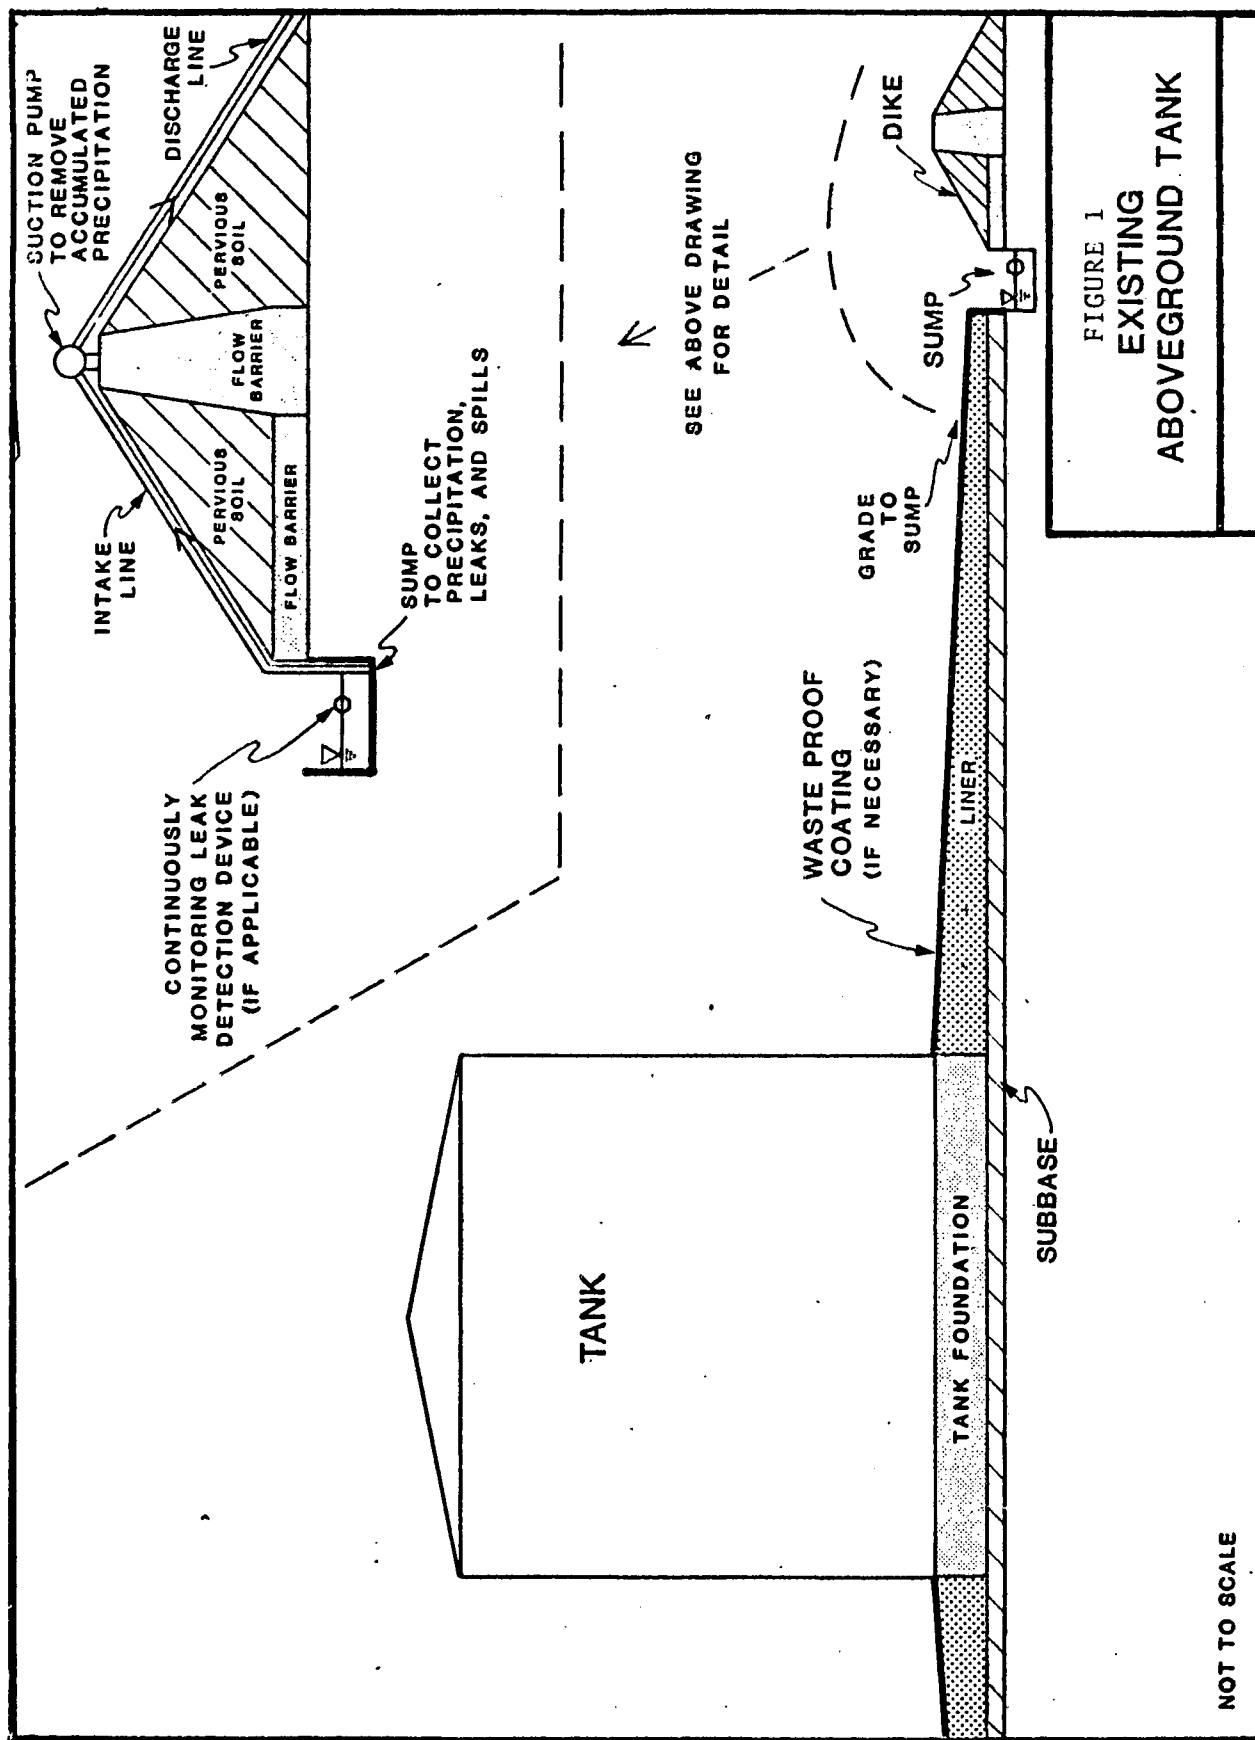 CONTINUOUSLY
MONITORING LEAK
DETECTION DEVICE
(IF APPLICABLE)
INTAKE
LINE
SUCTION PUMP
TO REMOVE
ACCUMULATED
PRECIPITATION
DISCHARGE
LINE
PERVIOUS
SOIL
PERVIOUS
SOIL
FLOW BARRIER
FLOW
BARRIER
SUMP
TO COLLECT
PRECIPITATION,
LEAKS, AND SPILLS
SEE ABOVE DRAWING
FOR DETAIL
TANK
WASTE PROOF
COATING
(IF NECESSARY)
GRADE
TO
SUMP
SUMP
DIKE
TANK FOUNDATION
LINER
SUBBASE
NOT TO SCALE
FIGURE 1
EXISTING
ABOVEGROUND TANK